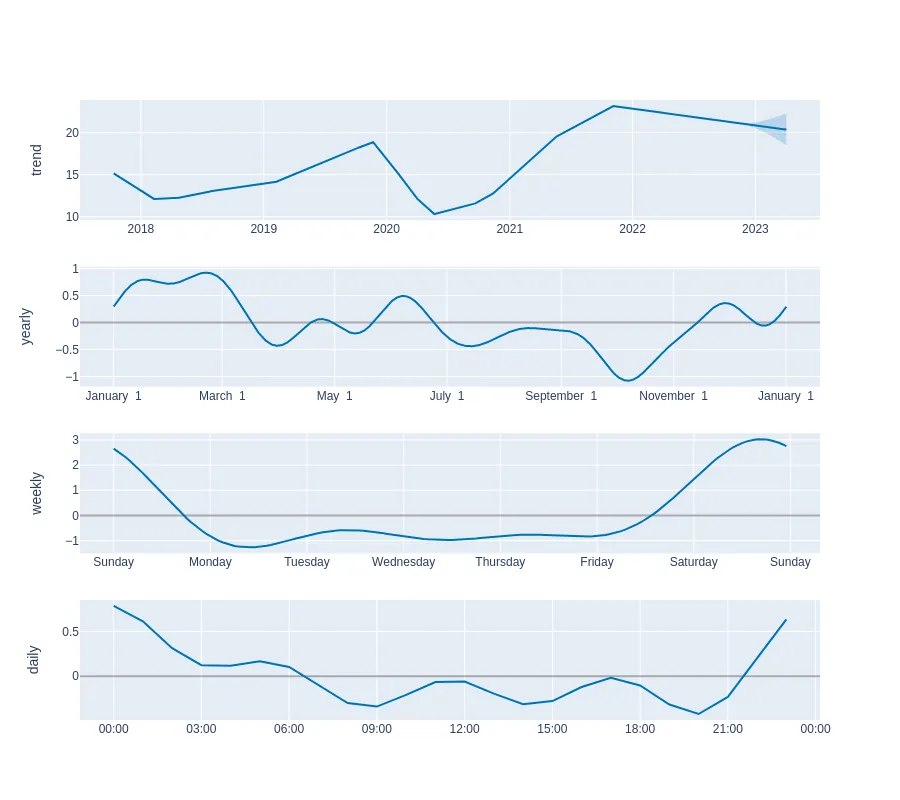 trend
20
15
10
2018 2019 2020 2021 2022 2023
yearly
1
0.5
0
−0.5
−1
January 1 March 1 May 1 July 1 September 1 November 1 January 1
weekly
3
2
1
0
−1
Sunday Monday Tuesday Wednesday Thursday Friday Saturday Sunday
daily
0.5
0
00:00 03:00 06:00 09:00 12:00 15:00 18:00 21:00 00:00